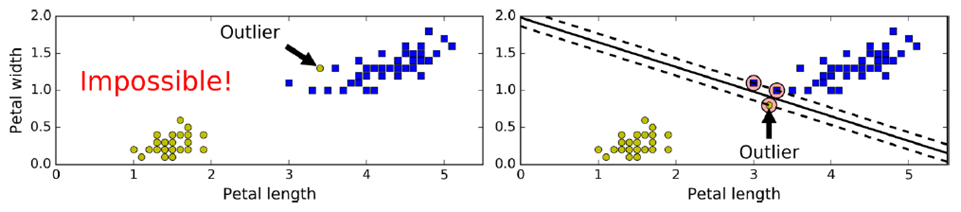 Outlier
Impossible!
Petal width
2.0
1.5
1.0
0.5
0.0
0 1 2 3 4 5
Petal length
2.0
1.5
1.0
0.5
0.0
Outlier
0 1 2 3 4 5
Petal length